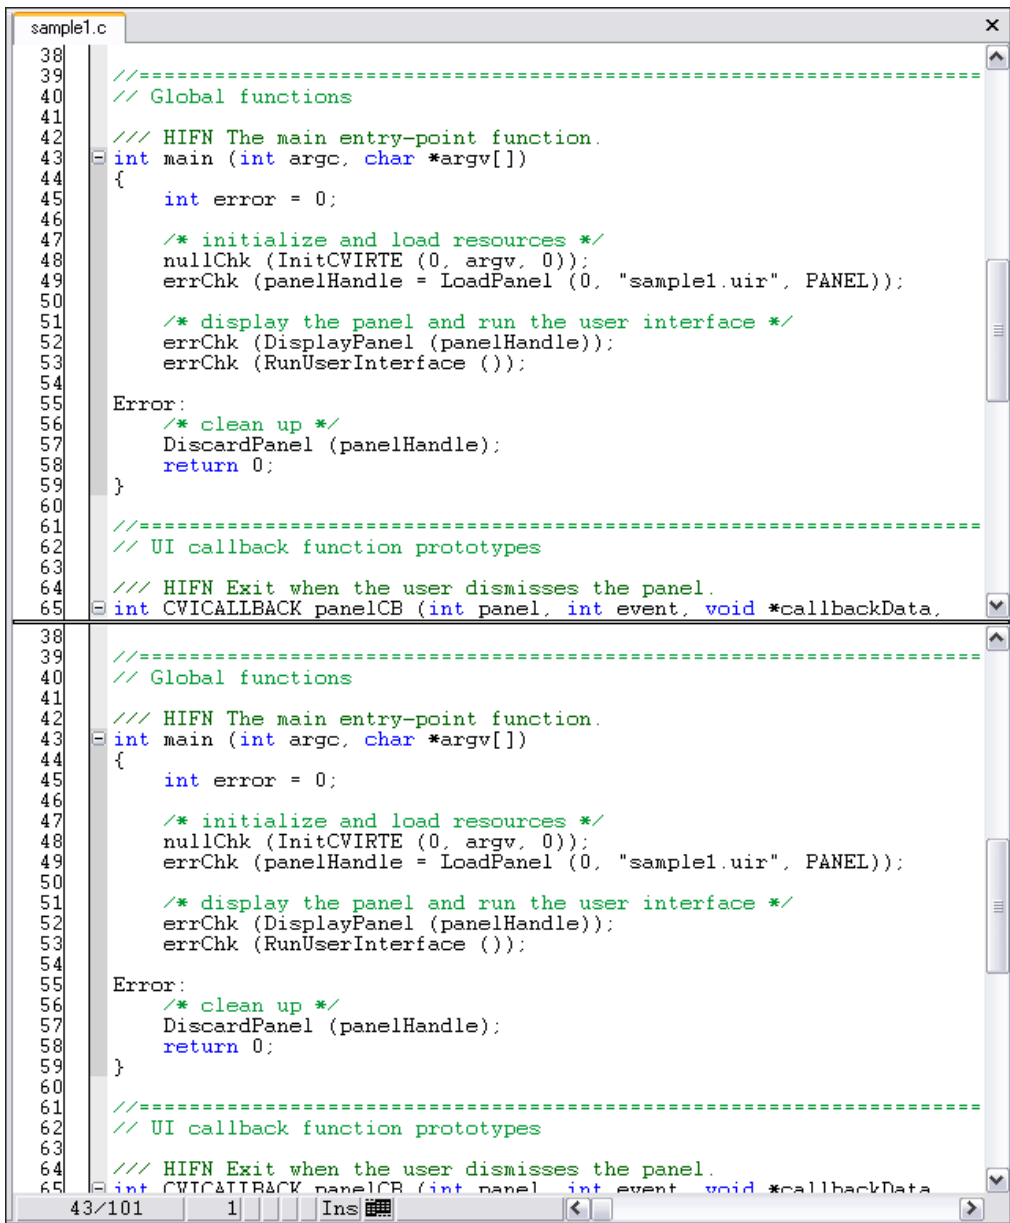 sample1.c
38
39 //===================================================================
40 // Global functions
41
42 /// HIFN The main entry-point function.
43 int main (int argc, char *argv[])
44 {
45     int error = 0;
46
47     /* initialize and load resources */
48     nullChk (InitCVIRTE (0, argv, 0));
49     errChk (panelHandle = LoadPanel (0, "sample1.uir", PANEL));
50
51     /* display the panel and run the user interface */
52     errChk (DisplayPanel (panelHandle));
53     errChk (RunUserInterface ());
54
55 Error:
56     /* clean up */
57     DiscardPanel (panelHandle);
58     return 0;
59 }
60
61 //===================================================================
62 // UI callback function prototypes
63
64 /// HIFN Exit when the user dismisses the panel.
65 int CVICALLBACK panelCB (int panel, int event, void *callbackData,
38
39 //===================================================================
40 // Global functions
41
42 /// HIFN The main entry-point function.
43 int main (int argc, char *argv[])
44 {
45     int error = 0;
46
47     /* initialize and load resources */
48     nullChk (InitCVIRTE (0, argv, 0));
49     errChk (panelHandle = LoadPanel (0, "sample1.uir", PANEL));
50
51     /* display the panel and run the user interface */
52     errChk (DisplayPanel (panelHandle));
53     errChk (RunUserInterface ());
54
55 Error:
56     /* clean up */
57     DiscardPanel (panelHandle);
58     return 0;
59 }
60
61 //===================================================================
62 // UI callback function prototypes
63
64 /// HIFN Exit when the user dismisses the panel.
65 int CVICALLBACK panelCB (int panel, int event, void *callbackData,
43/101 1 Ins